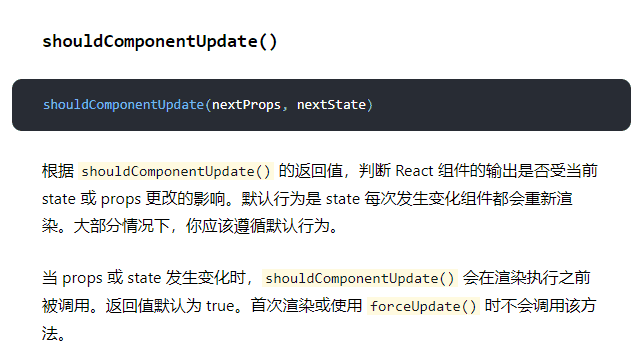 shouldComponentUpdate()
shouldComponentUpdate(nextProps, nextState)
根据 shouldComponentUpdate() 的返回值，判断 React 组件的输出是否受当前
state 或 props 更改的影响。默认行为是 state 每次发生变化组件都会重新渲
染。大部分情况下，你应该遵循默认行为。
当 props 或 state 发生变化时，shouldComponentUpdate() 会在渲染执行之前
被调用。返回值默认为 true。首次渲染或使用 forceUpdate() 时不会调用该方
法。